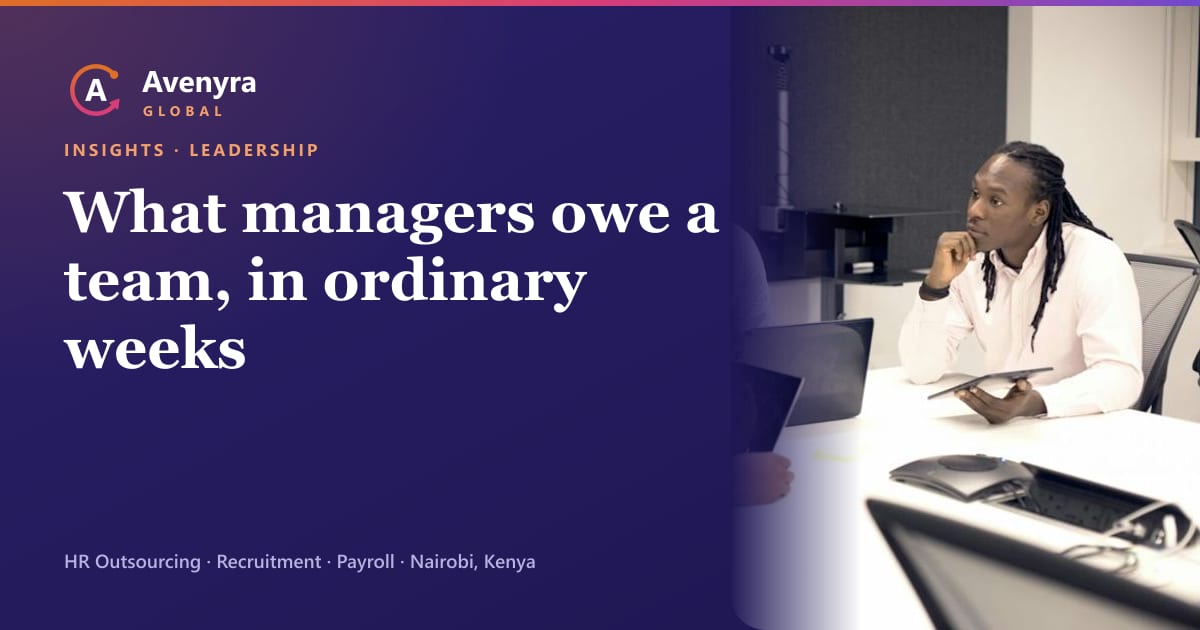 A
Avenyra
GLOBAL
INSIGHTS · LEADERSHIP
What managers owe a
team, in ordinary
weeks
HR Outsourcing · Recruitment · Payroll · Nairobi, Kenya